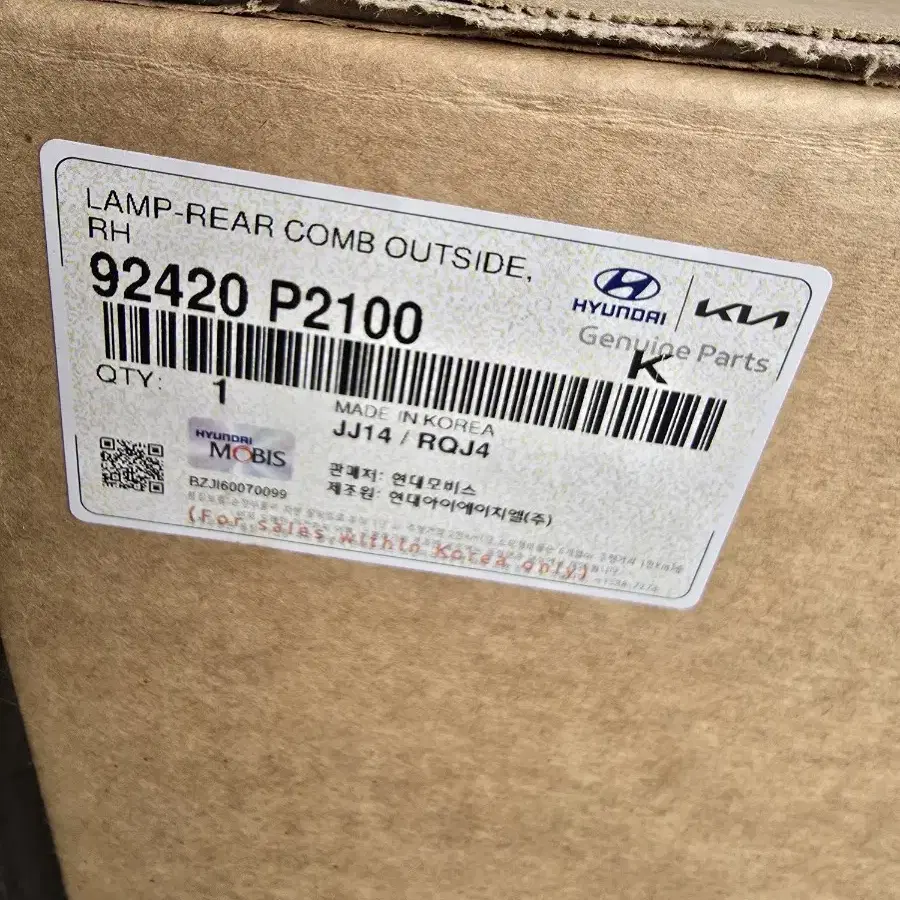 LAMP-REAR COMB OUTSIDE,
RH
92420 P2100
HYUNDAI
KIA
Genuine Parts
K
QTY: 1
MADE IN KOREA
JJ14 / RQJ4
HYUNDAI
MOBIS
BZJI60070099
판매저: 현대모비스
제조원: 현대아이에이치엘(주)
(For sales Within Korea only)